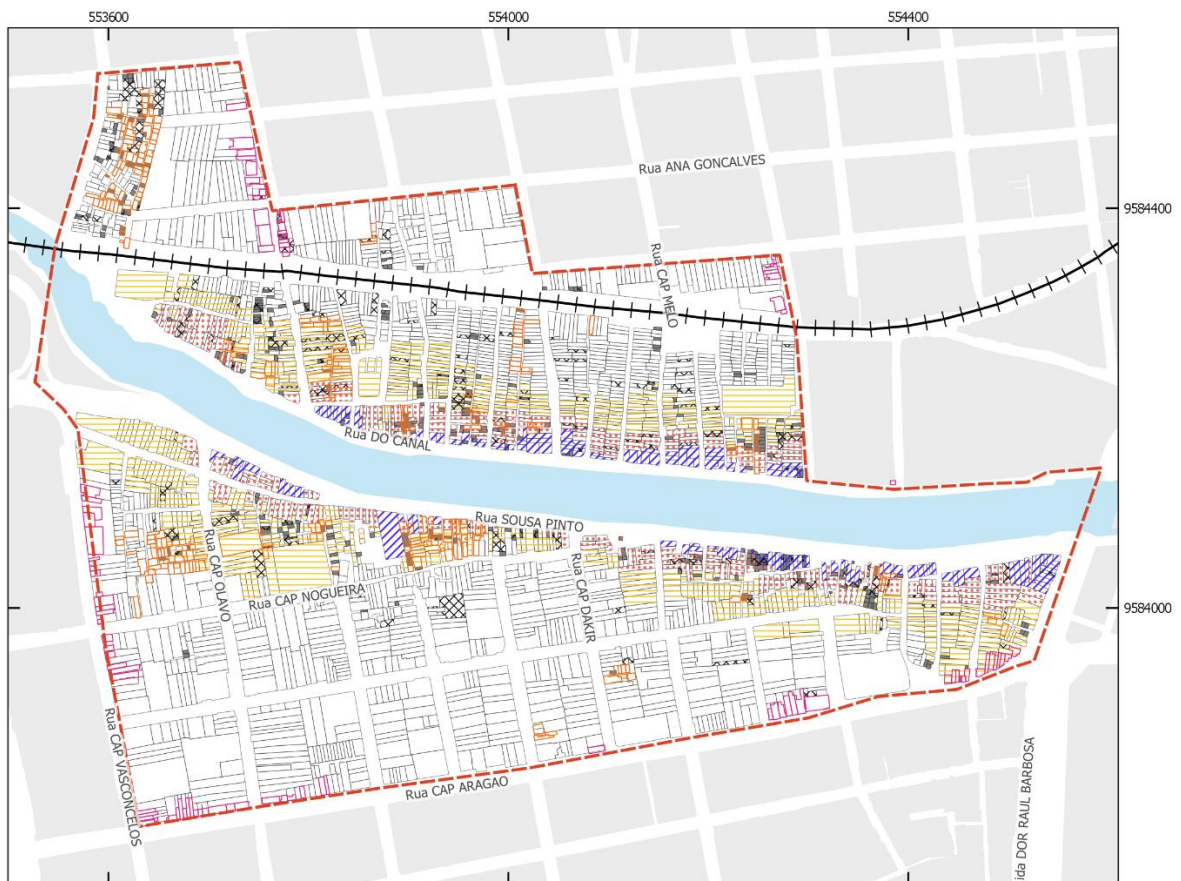 553600
554000
554400
Rua ANA GONCALVES
9584400
Rua CAP MELO
Rua DO CANAL
Rua SOUSA PINTO
Rua CAP OLAVO
Rua CAP DAKIR
Rua CAP NOGUEIRA
9584000
Rua CAP VASCONCELOS
Rua CAP ARAGAO
ida DOR RAUL BARBOSA